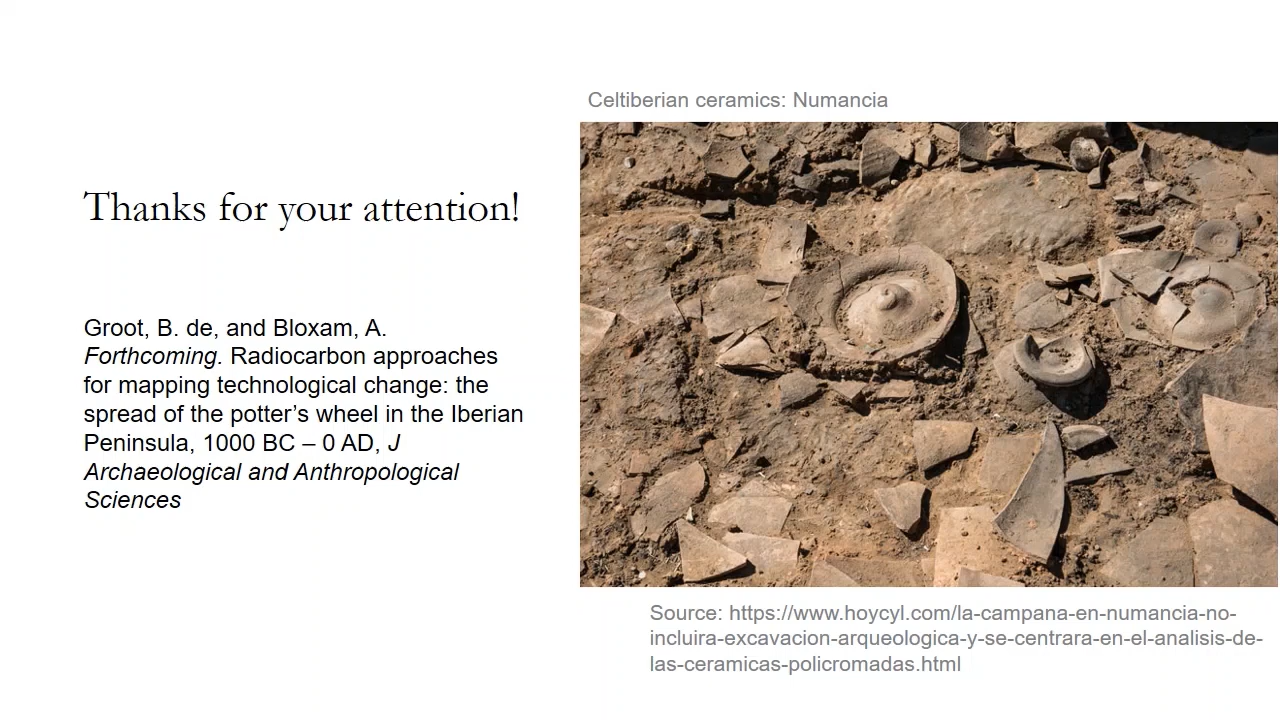 Celtiberian ceramics: Numancia
Thanks for your attention!
Groot, B. de, and Bloxam, A.
Forthcoming. Radiocarbon approaches
for mapping technological change: the
spread of the potter’s wheel in the Iberian
Peninsula, 1000 BC – 0 AD, J
Archaeological and Anthropological
Sciences
Source: https://www.hoycyl.com/la-campana-en-numancia-no-
incluira-excavacion-arqueologica-y-se-centrara-en-el-analisis-de-
las-ceramicas-policromadas.html